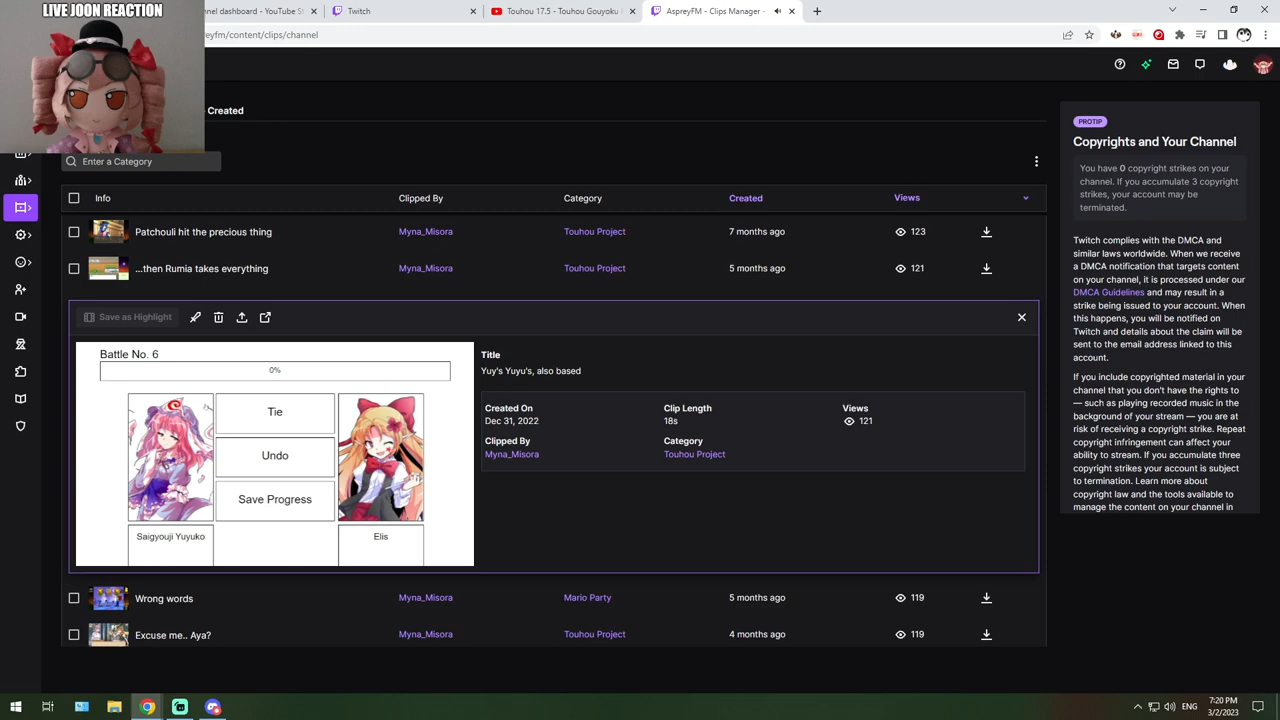 LIVE JOON REACTION
nel dashboard - YouTube St
Twitch
Touhou 17.5 - Touhou Gouyoku I
AspreyFM - Clips Manager -
eyfm/content/clips/channel
Created
Enter a Category
Info
Clipped By
Category
Created
Views
Patchouli hit the precious thing
Myna_Misora
Touhou Project
7 months ago
123
...then Rumia takes everything
Myna_Misora
Touhou Project
5 months ago
121
Save as Highlight
Battle No. 6
0%
Tie
Undo
Save Progress
Saigyouji Yuyuko
Elis
Title
Yuy's Yuyu's, also based
Created On
Dec 31, 2022
Clip Length
18s
Views
121
Clipped By
Myna_Misora
Category
Touhou Project
Wrong words
Myna_Misora
Mario Party
5 months ago
119
Excuse me.. Aya?
Myna_Misora
Touhou Project
4 months ago
119
PROTIP
Copyrights and Your Channel
You have 0 copyright strikes on
your channel. If you accumulate 3 copyright
strikes, your account may be
terminated.
Twitch complies with the DMCA and
similar laws worldwide. When we receive
a DMCA notification that targets content
on your channel, it is processed under our
DMCA Guidelines and may result in a
strike being issued to your account. When
this happens, you will be notified on
Twitch and details about the claim will be
sent to the email address linked to this
account.
If you include copyrighted material in your
channel that you don't have the rights to
— such as playing recorded music in the
background of your stream — you are at
risk of receiving a copyright strike. Repeat
copyright infringement can affect your
ability to stream. If you accumulate three
copyright strikes your account is subject
to termination. Learn more about
copyright law and the tools available to
manage the content on your channel in
ENG
7:20 PM
3/2/2023